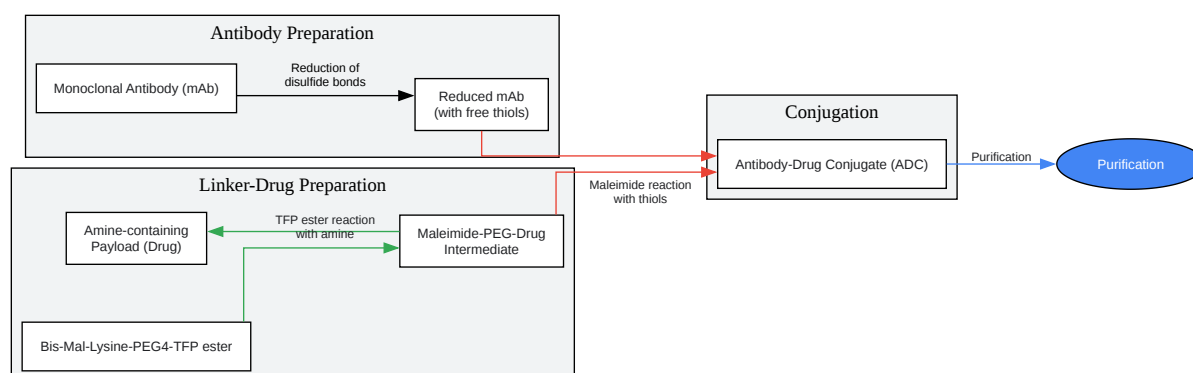 Antibody Preparation
Monoclonal Antibody (mAb)
Reduction of
disulfide bonds
Reduced mAb
(with free thiols)
Linker-Drug Preparation
Amine-containing
Payload (Drug)
TFP ester reaction
with amine
Maleimide-PEG-Drug
Intermediate
Bis-Mal-Lysine-PEG4-TFP ester
Maleimide reaction
with thiols
Conjugation
Antibody-Drug Conjugate (ADC)
Purification
Purification